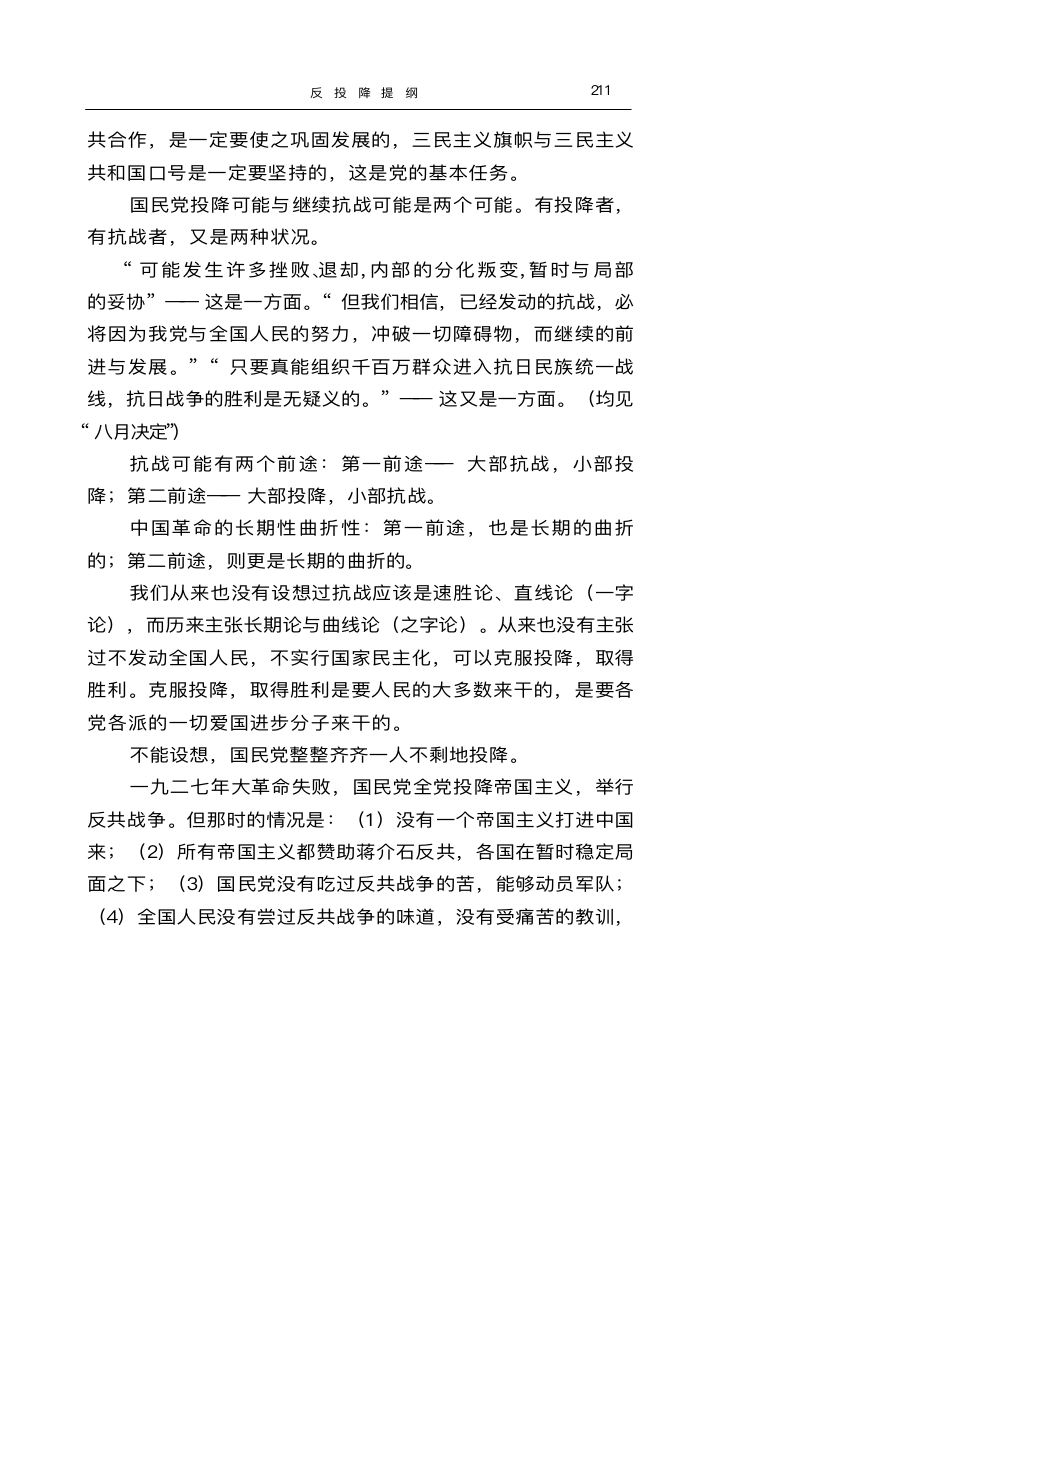 反投降提纲 211
共合作，是一定要使之巩固发展的，三民主义旗帜与三民主义
共和国口号是一定要坚持的，这是党的基本任务。
国民党投降可能与继续抗战可能是两个可能。有投降者，
有抗战者，又是两种状况。
“可能发生许多挫败、退却，内部的分化叛变，暂时与局部
的妥协”——这是一方面。“但我们相信，已经发动的抗战，必
将因为我党与全国人民的努力，冲破一切障碍物，而继续的前
进与发展。”“只要真能组织千百万群众进入抗日民族统一战
线，抗日战争的胜利是无疑义的。”——这又是一方面。（均见
“八月决定”）
抗战可能有两个前途：第一前途——大部抗战，小部投
降；第二前途——大部投降，小部抗战。
中国革命的长期性曲折性：第一前途，也是长期的曲折
的；第二前途，则更是长期的曲折的。
我们从来也没有设想过抗战应该是速胜论、直线论（一字
论），而历来主张长期论与曲线论（之字论）。从来也没有主张
过不发动全国人民，不实行国家民主化，可以克服投降，取得
胜利。克服投降，取得胜利是要人民的大多数来干的，是要各
党各派的一切爱国进步分子来干的。
不能设想，国民党整整齐齐一人不剩地投降。
一九二七年大革命失败，国民党全党投降帝国主义，举行
反共战争。但那时的情况是：（1）没有一个帝国主义打进中国
来；（2）所有帝国主义都赞助蒋介石反共，各国在暂时稳定局
面之下；（3）国民党没有吃过反共战争的苦，能够动员军队；
（4）全国人民没有尝过反共战争的味道，没有受痛苦的教训，